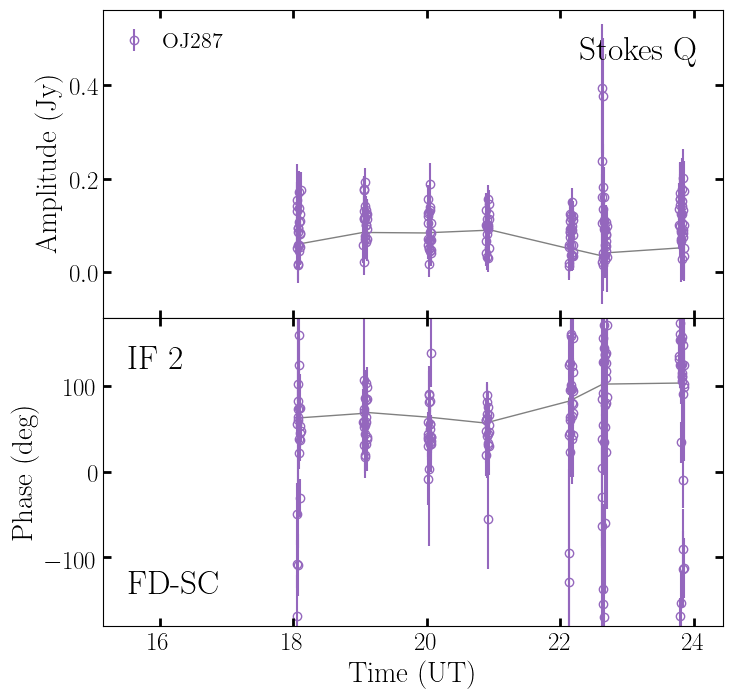 OJ287
Stokes Q
Amplitude (Jy)
0.4
0.2
0.0
IF 2
Phase (deg)
100
0
−100
FD-SC
16 18 20 22 24
Time (UT)